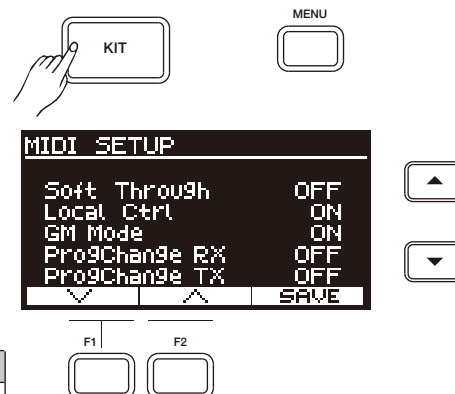 MENU
KIT
MIDI SETUP
Soft Through OFF
Local Ctrl ON
GM Mode ON
ProgChange RX OFF
ProgChange TX OFF
SAVE
F1 F2